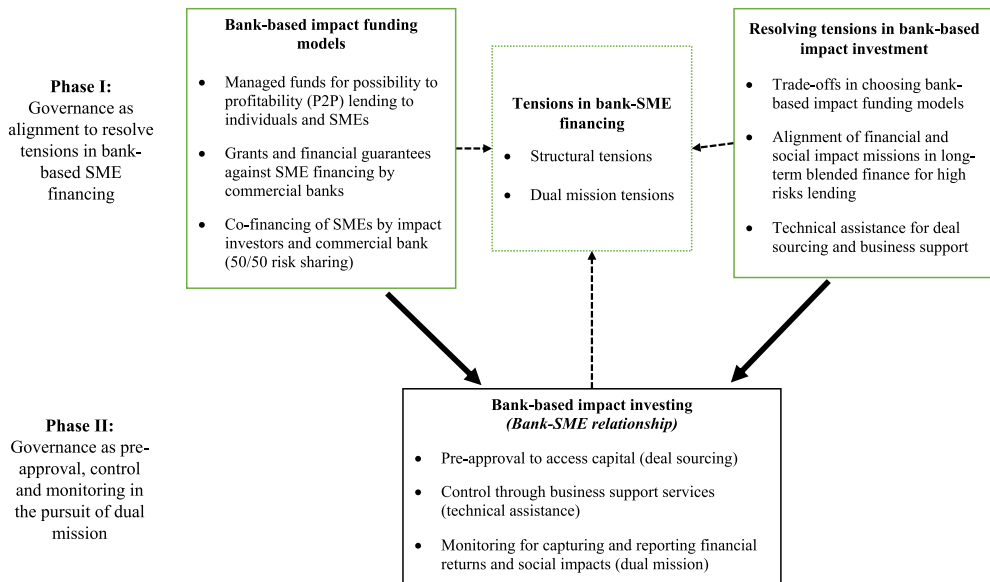 Phase I:
Governance as
alignment to resolve
tensions in bank-
based SME
financing
Bank-based impact funding
models
• Managed funds for possibility to
profitability (P2P) lending to
individuals and SMEs
• Grants and financial guarantees
against SME financing by
commercial banks
• Co-financing of SMEs by impact
investors and commercial bank
(50/50 risk sharing)
Tensions in bank-SME
financing
• Structural tensions
• Dual mission tensions
Resolving tensions in bank-based
impact investment
• Trade-offs in choosing bank-
based impact funding models
• Alignment of financial and
social impact missions in long-
term blended finance for high
risks lending
• Technical assistance for deal
sourcing and business support
Phase II:
Governance as pre-
approval, control
and monitoring in
the pursuit of dual
mission
Bank-based impact investing
(Bank-SME relationship)
• Pre-approval to access capital (deal sourcing)
• Control through business support services
(technical assistance)
• Monitoring for capturing and reporting financial
returns and social impacts (dual mission)